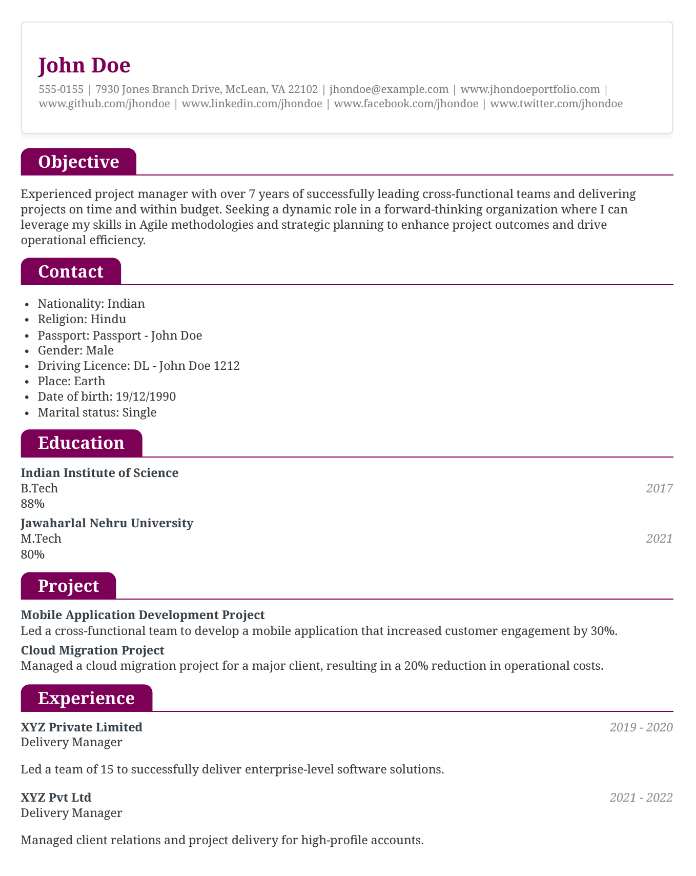 John Doe
555-0155 | 7930 Jones Branch Drive, McLean, VA 22102 | jhondoe@example.com | www.jhondoeportfolio.com |
www.github.com/jhondoe | www.linkedin.com/jhondoe | www.facebook.com/jhondoe | www.twitter.com/jhondoe
Objective
Experienced project manager with over 7 years of successfully leading cross-functional teams and delivering
projects on time and within budget. Seeking a dynamic role in a forward-thinking organization where I can
leverage my skills in Agile methodologies and strategic planning to enhance project outcomes and drive
operational efficiency.
Contact
• Nationality: Indian
• Religion: Hindu
• Passport: Passport - John Doe
• Gender: Male
• Driving Licence: DL - John Doe 1212
• Place: Earth
• Date of birth: 19/12/1990
• Marital status: Single
Education
Indian Institute of Science
B.Tech 2017
88%
Jawaharlal Nehru University
M.Tech 2021
80%
Project
Mobile Application Development Project
Led a cross-functional team to develop a mobile application that increased customer engagement by 30%.
Cloud Migration Project
Managed a cloud migration project for a major client, resulting in a 20% reduction in operational costs.
Experience
XYZ Private Limited 2019 - 2020
Delivery Manager
Led a team of 15 to successfully deliver enterprise-level software solutions.
XYZ Pvt Ltd 2021 - 2022
Delivery Manager
Managed client relations and project delivery for high-profile accounts.